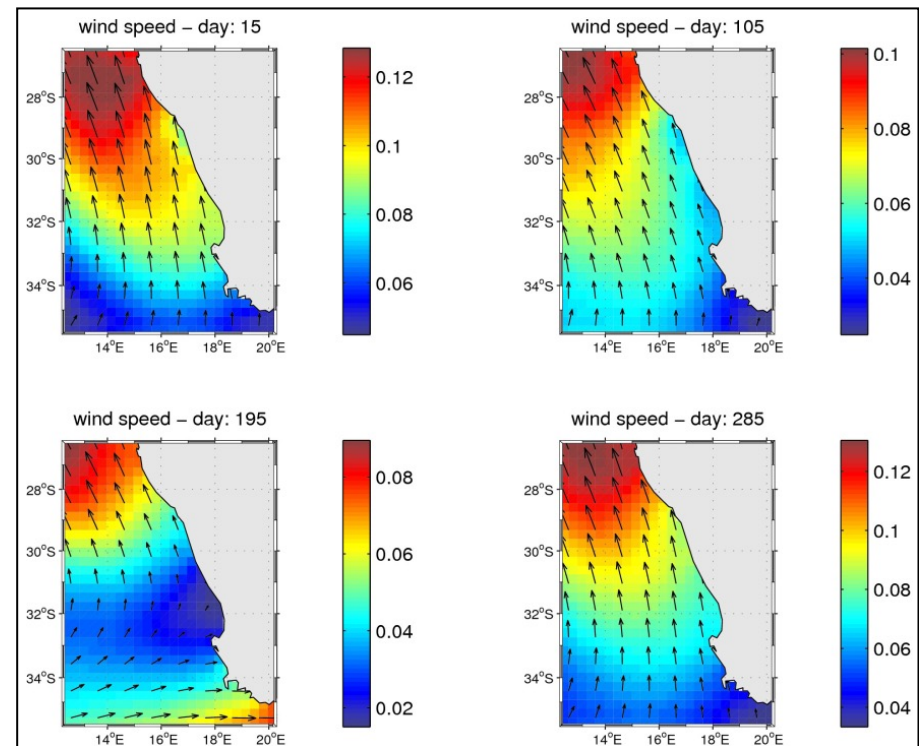 wind speed – day: 15
28°S
30°S
32°S
34°S
14°E
16°E
18°E
20°E
0.12
0.1
0.08
0.06
wind speed – day: 105
28°S
30°S
32°S
34°S
14°E
16°E
18°E
20°E
0.1
0.08
0.06
0.04
wind speed – day: 195
28°S
30°S
32°S
34°S
14°E
16°E
18°E
20°E
0.08
0.06
0.04
0.02
wind speed – day: 285
28°S
30°S
32°S
34°S
14°E
16°E
18°E
20°E
0.12
0.1
0.08
0.06
0.04